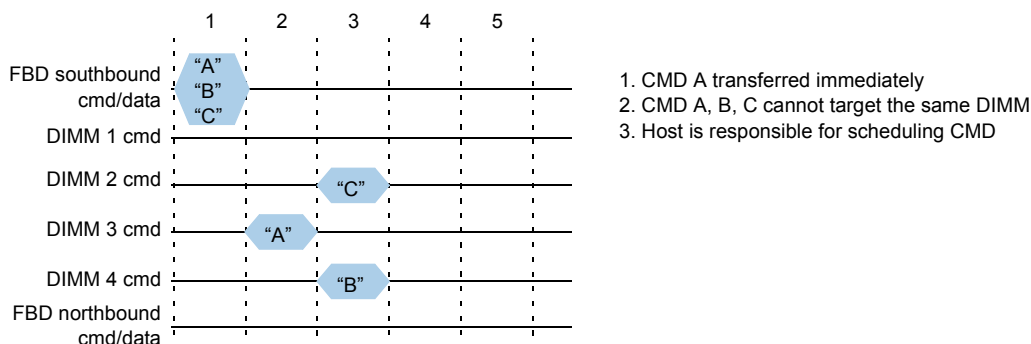 1 2 3 4 5
FBD southbound
cmd/data
“A”
“B”
“C”
DIMM 1 cmd
DIMM 2 cmd
“C”
DIMM 3 cmd
“A”
DIMM 4 cmd
“B”
FBD northbound
cmd/data
1. CMD A transferred immediately
2. CMD A, B, C cannot target the same DIMM
3. Host is responsible for scheduling CMD